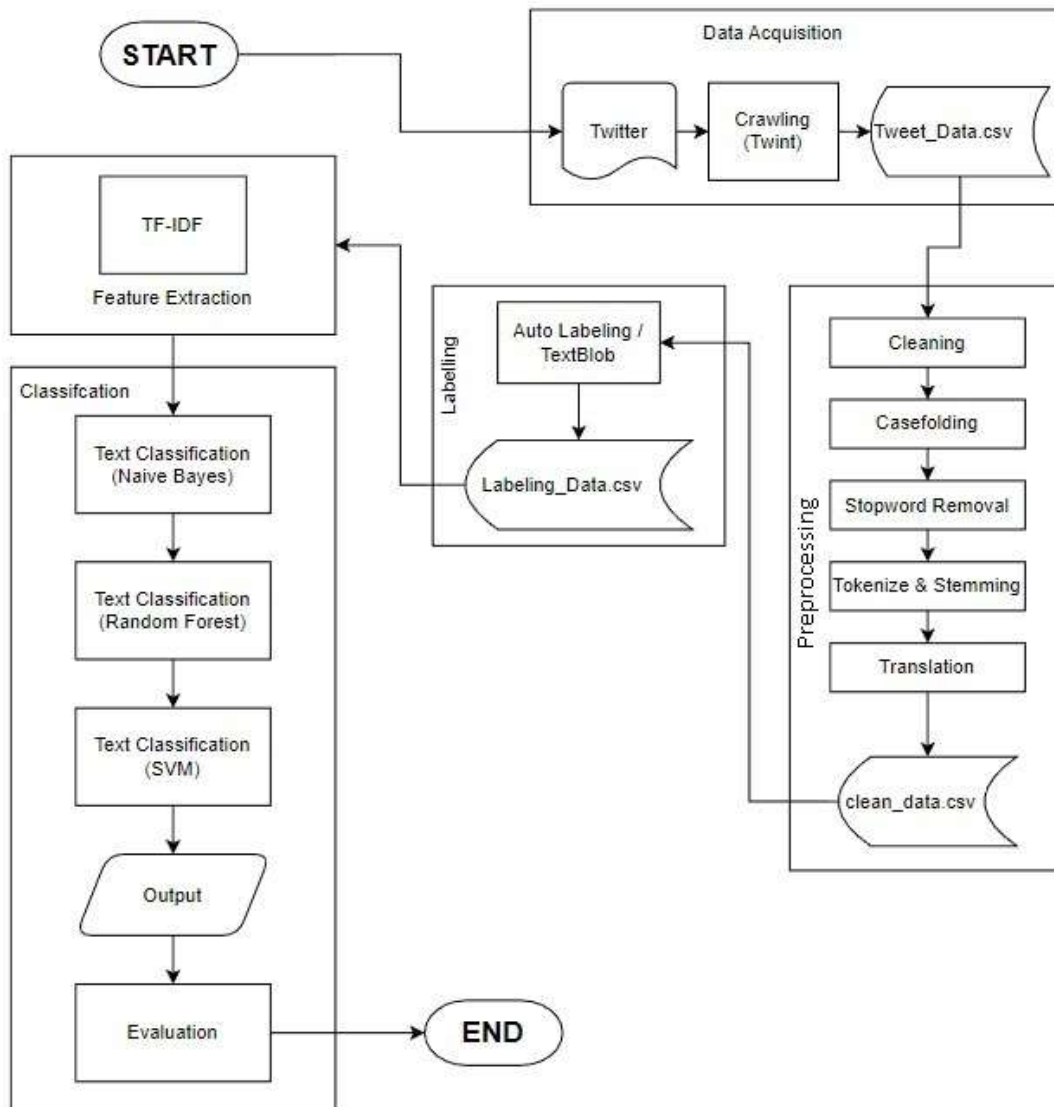 START
Data Acquisition
Twitter
Crawling
(Twint)
Tweet_Data.csv
Preprocessing
Cleaning
Casefolding
Stopword Removal
Tokenize & Stemming
Translation
clean_data.csv
Labelling
Auto Labeling /
TextBlob
Labeling_Data.csv
TF-IDF
Feature Extraction
Classifcation
Text Classification
(Naive Bayes)
Text Classification
(Random Forest)
Text Classification
(SVM)
Output
Evaluation
END